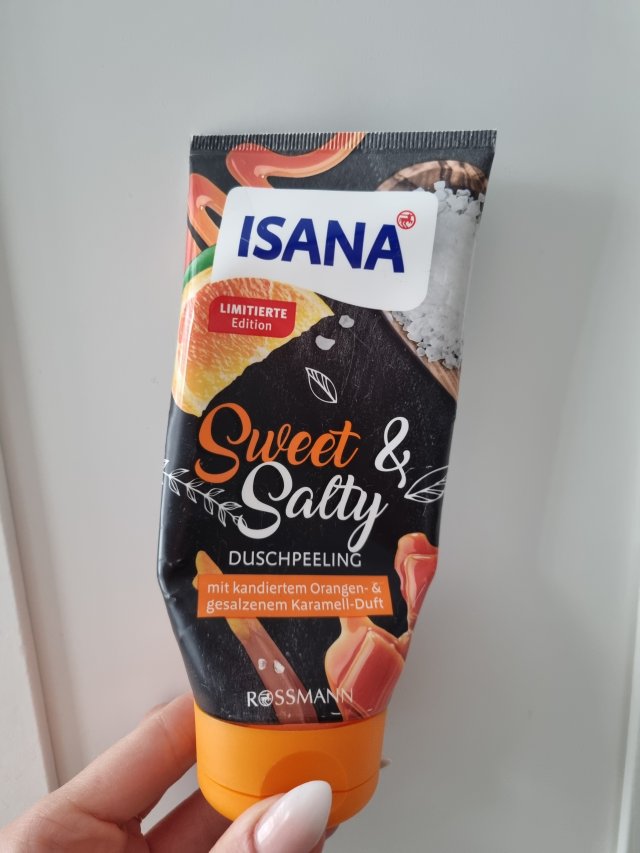 ISANA
LIMITIERTE
Edition
Sweet &
Salty
DUSCHPEELING
mit kandiertem Orangen- &
gesalzenem Karamell-Duft
ROSSMANN